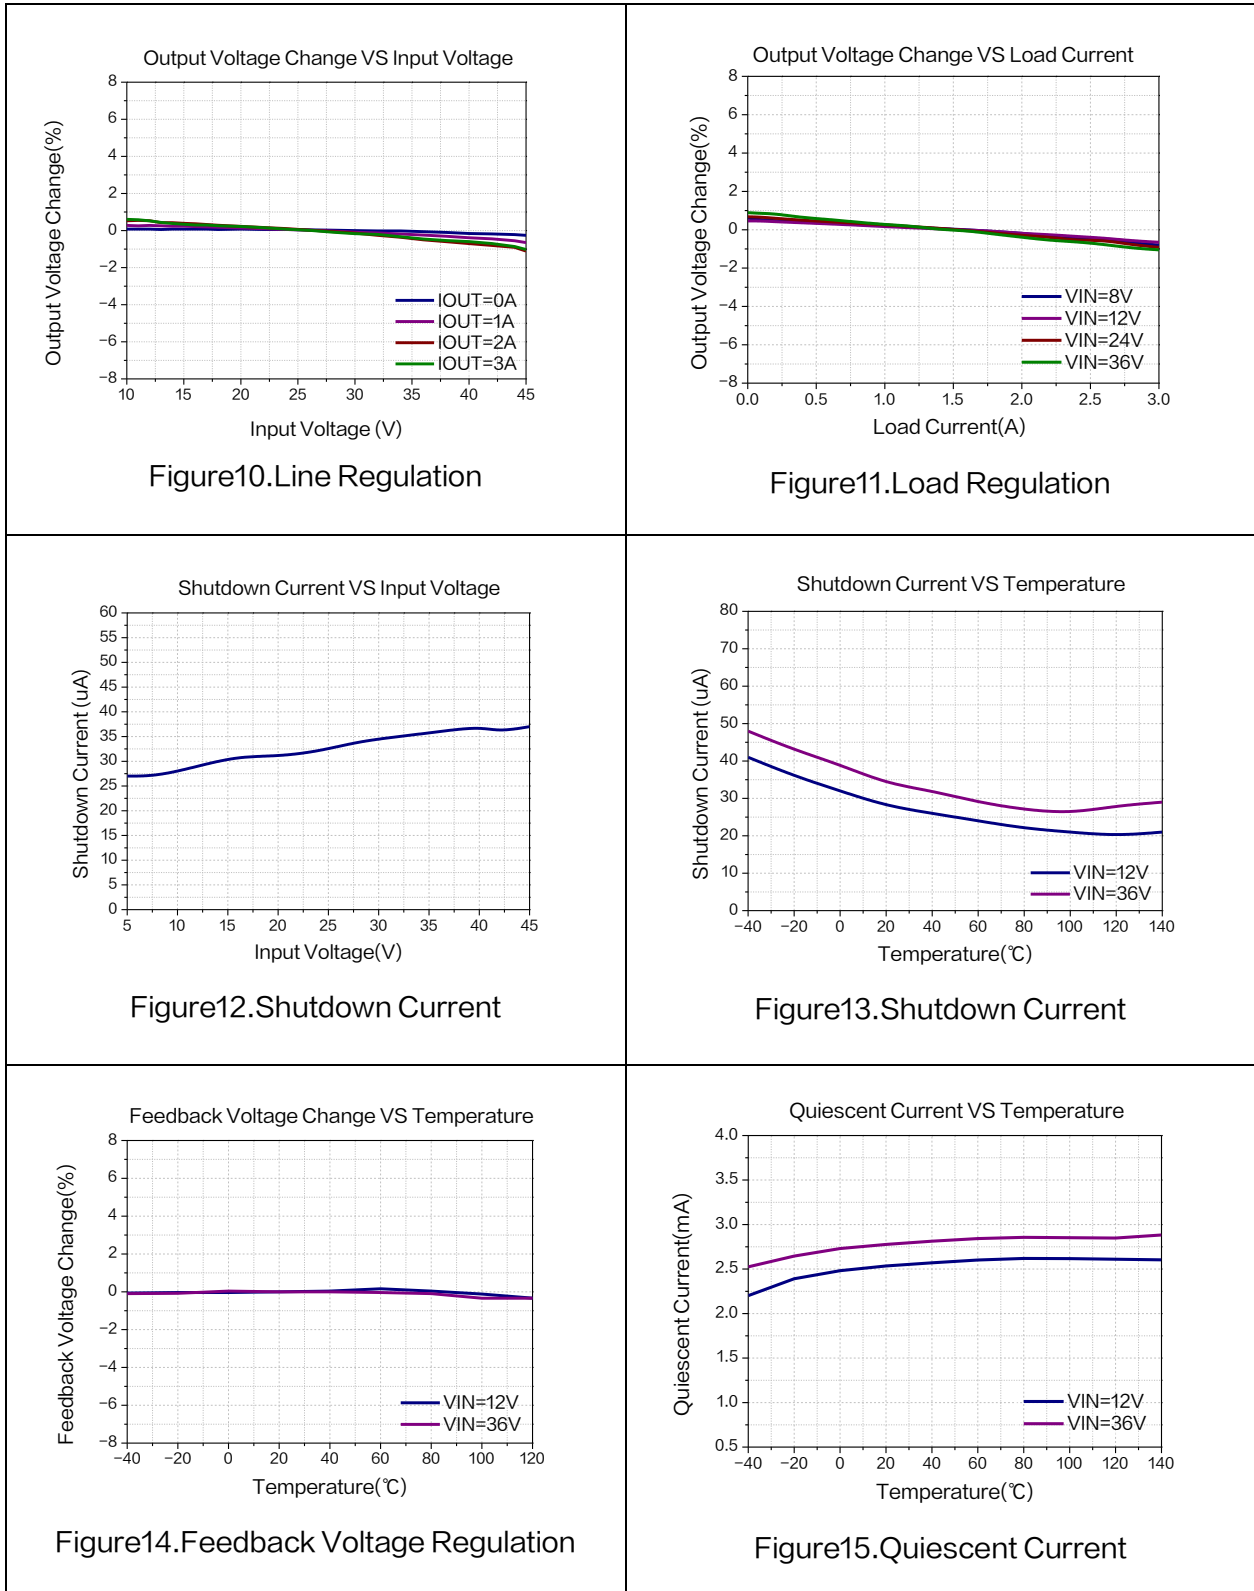 Output Voltage Change VS Input Voltage
Output Voltage Change(%)
8
6
4
2
0
−2
−4
−6
−8
IOUT=0A
IOUT=1A
IOUT=2A
IOUT=3A
10 15 20 25 30 35 40 45
Input Voltage (V)
Figure10.Line Regulation
Output Voltage Change VS Load Current
Output Voltage Change(%)
8
6
4
2
0
−2
−4
−6
−8
VIN=8V
VIN=12V
VIN=24V
VIN=36V
0.0 0.5 1.0 1.5 2.0 2.5 3.0
Load Current(A)
Figure11.Load Regulation
Shutdown Current VS Input Voltage
Shutdown Current (uA)
60
55
50
45
40
35
30
25
20
15
10
5
0
5 10 15 20 25 30 35 40 45
Input Voltage(V)
Figure12.Shutdown Current
Shutdown Current VS Temperature
Shutdown Current (uA)
80
70
60
50
40
30
20
10
0
VIN=12V
VIN=36V
−40 −20 0 20 40 60 80 100 120 140
Temperature(℃)
Figure13.Shutdown Current
Feedback Voltage Change VS Temperature
Feedback Voltage Change(%)
8
6
4
2
0
−2
−4
−6
−8
VIN=12V
VIN=36V
−40 −20 0 20 40 60 80 100 120
Temperature(℃)
Figure14.Feedback Voltage Regulation
Quiescent Current VS Temperature
Quiescent Current(mA)
4.0
3.5
3.0
2.5
2.0
1.5
1.0
0.5
VIN=12V
VIN=36V
−40 −20 0 20 40 60 80 100 120 140
Temperature(℃)
Figure15.Quiescent Current